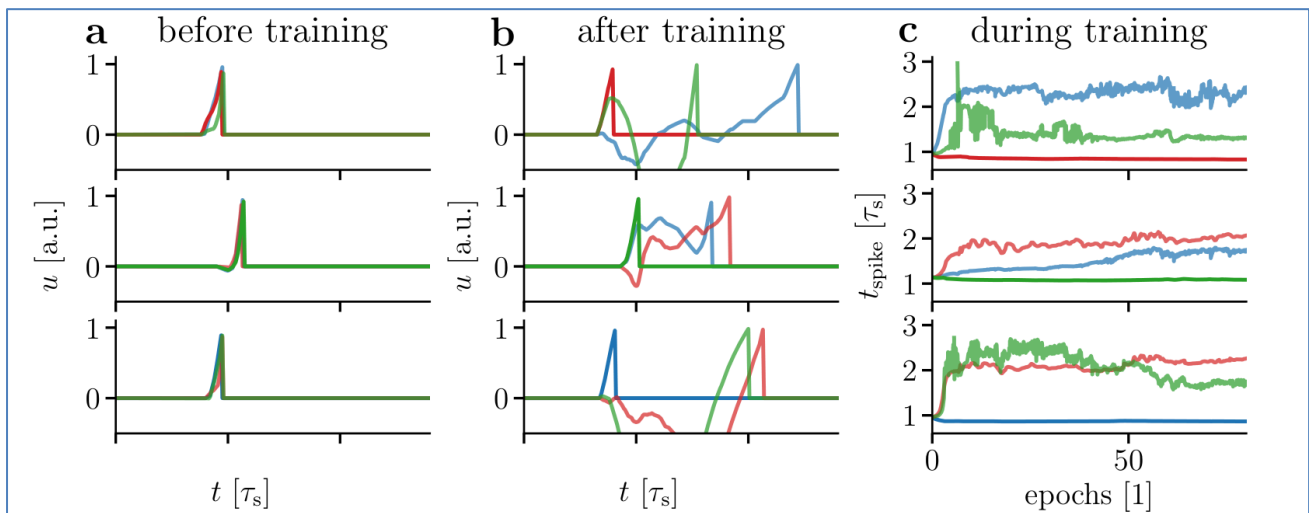 a before training
b after training
c during training
1
0
1
0
1
0
u [a.u.]
t [τs]
1
0
1
0
1
0
u [a.u.]
t [τs]
3
2
1
3
2
1
3
2
1
tspike [τs]
0 50
epochs [1]